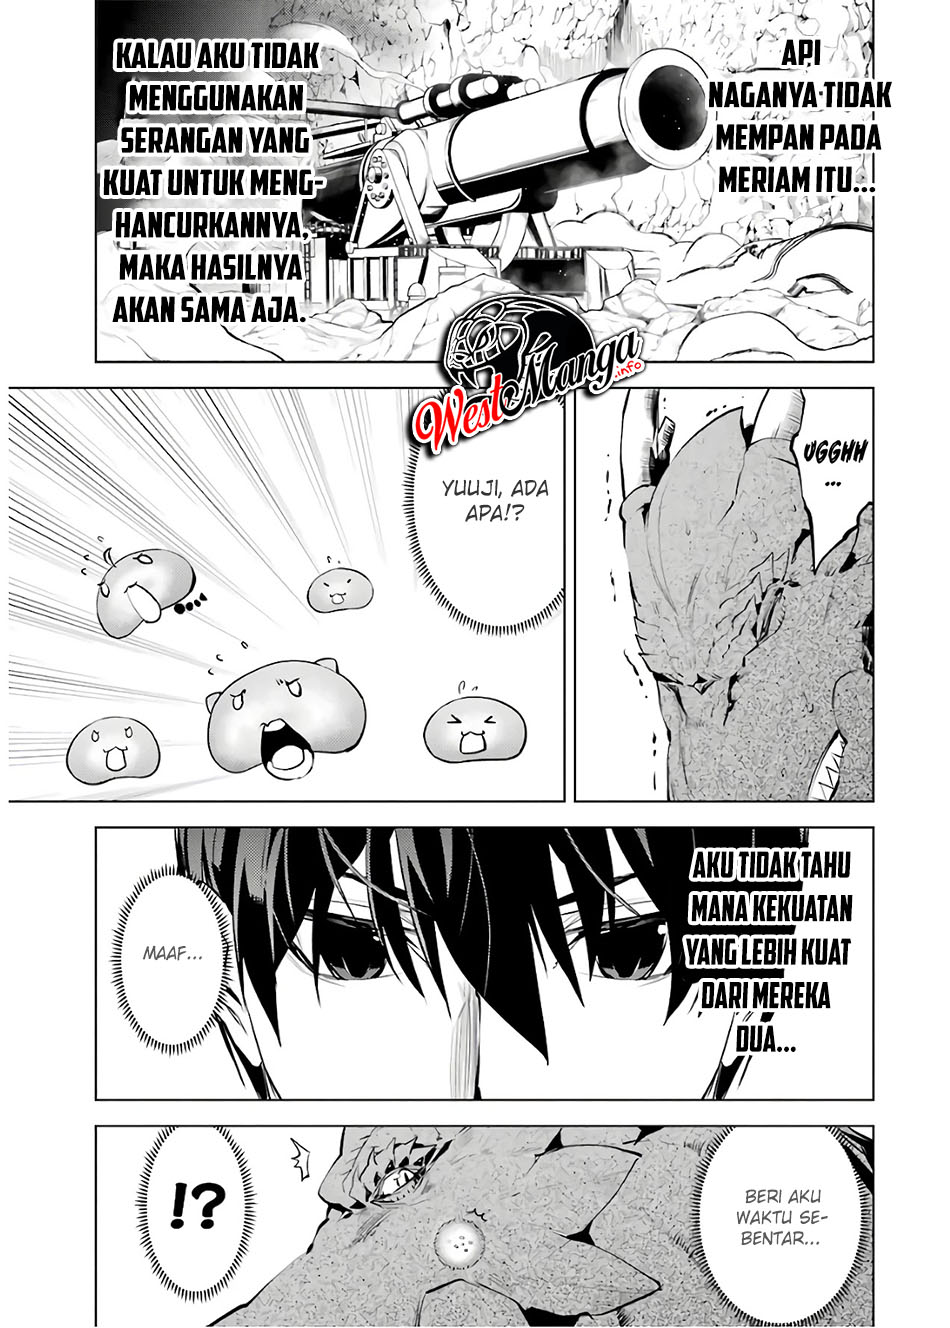 API
NAGANYA TIDAK
MEMPAN PADA
MERIAM ITU...
KALAU AKU TIDAK
MENGGUNAKAN
SERANGAN YANG
KUAT UNTUK MENG-
HANCURKANNYA,
MAKA HASILNYA
AKAN SAMA AJA.
WestManga
.info
UGGHH
...
YUUJI, ADA
APA!?
AKU TIDAK TAHU
MANA KEKUATAN
YANG LEBIH KUAT
DARI MEREKA
DUA...
MAAF...
BERI AKU
WAKTU SE-
BENTAR...
!?